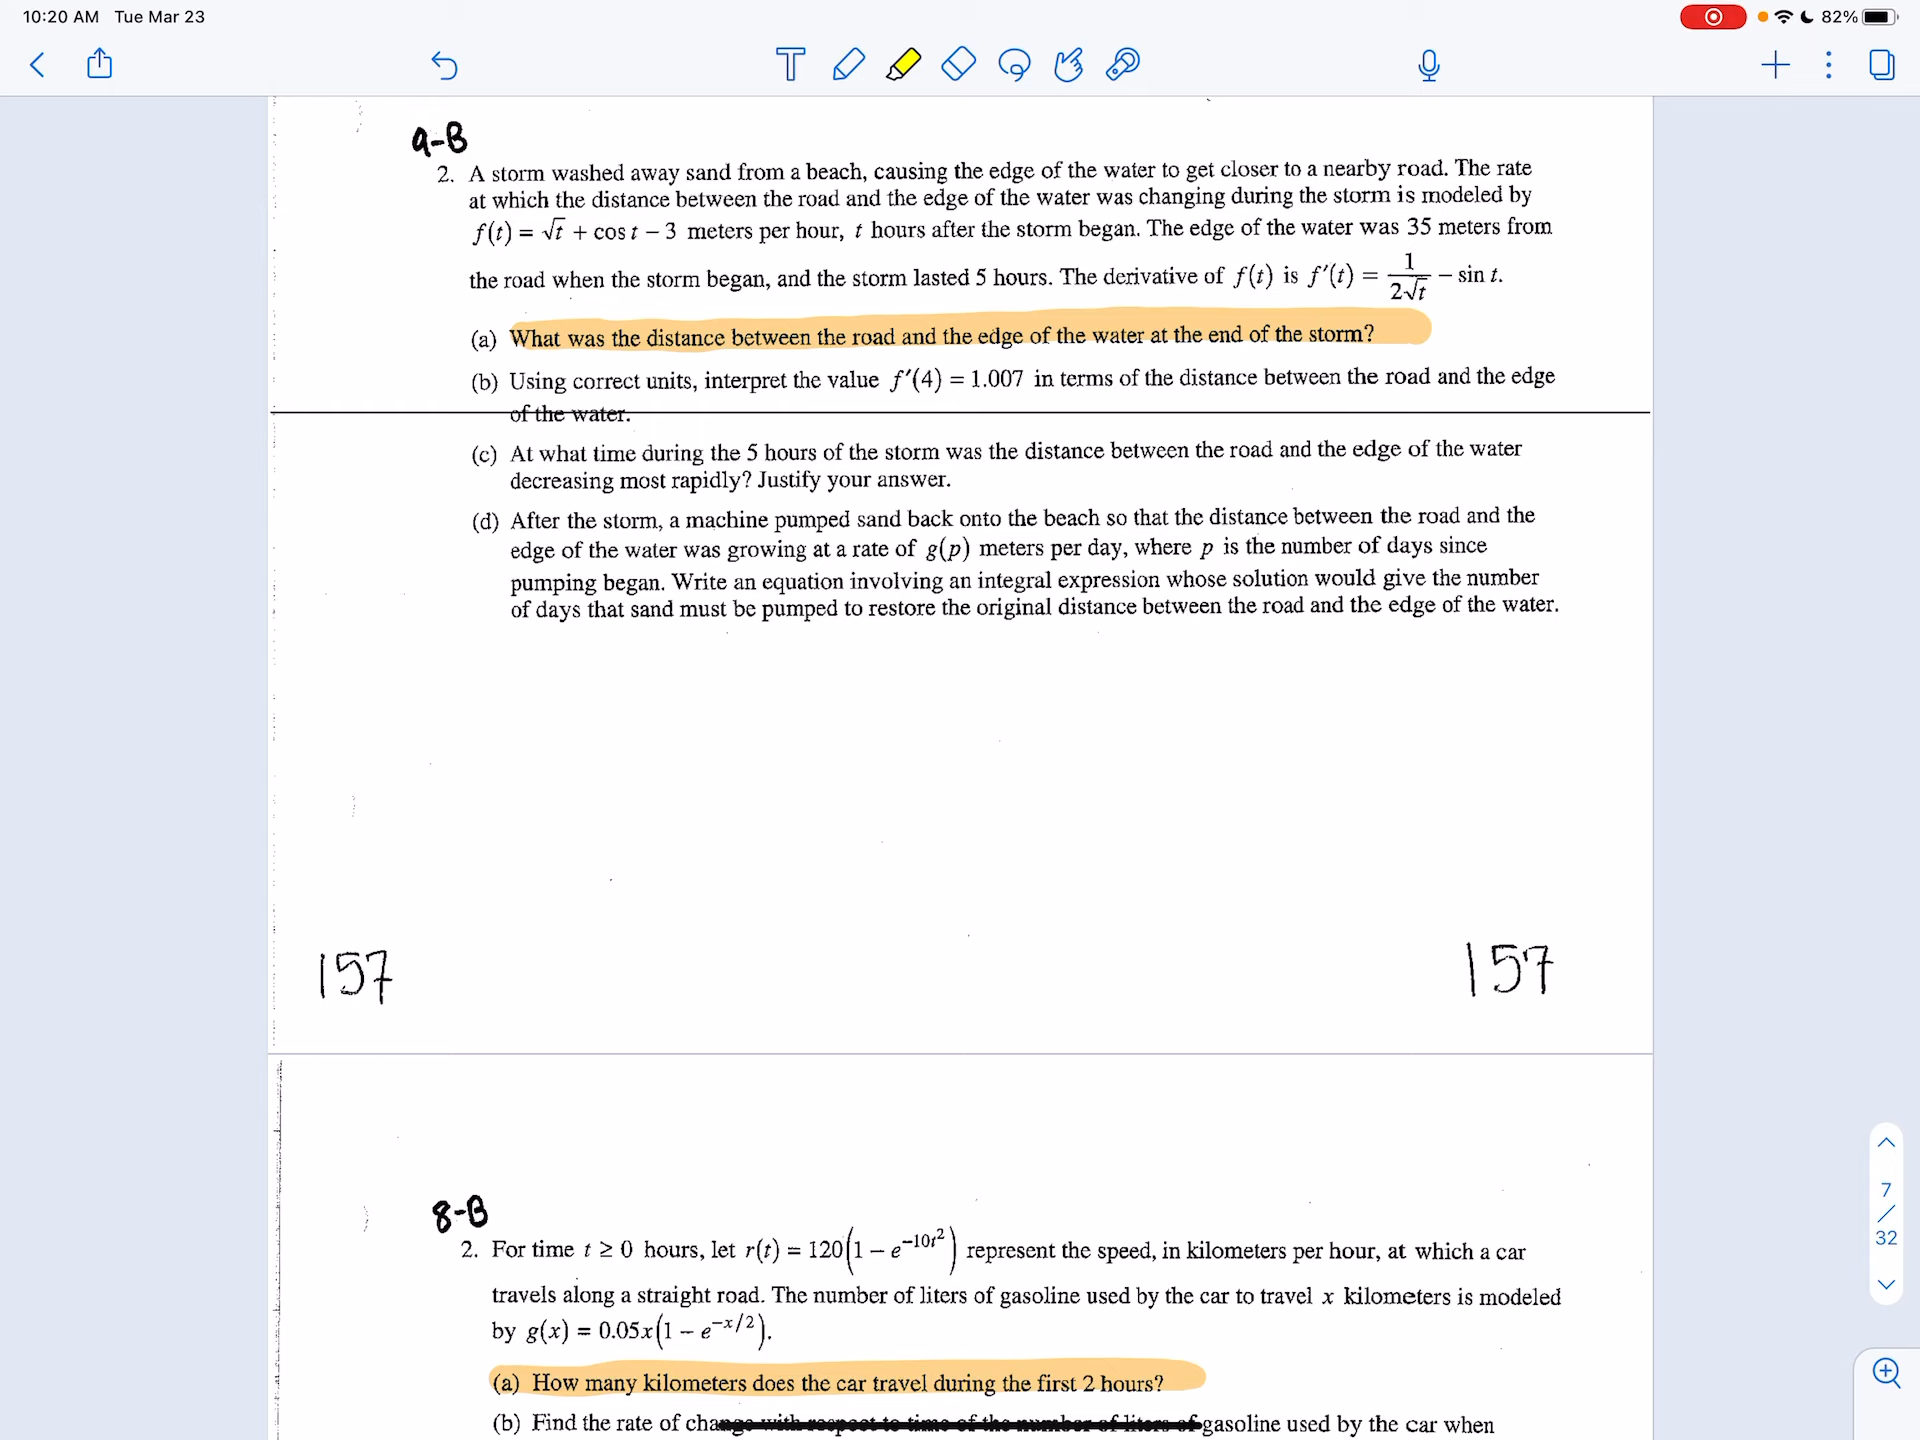 10:20 AM Tue Mar 23
82%
9-B
2. A storm washed away sand from a beach, causing the edge of the water to get closer to a nearby road. The rate
at which the distance between the road and the edge of the water was changing during the storm is modeled by
f(t) = √t + cos t − 3 meters per hour, t hours after the storm began. The edge of the water was 35 meters from
the road when the storm began, and the storm lasted 5 hours. The derivative of f(t) is f′(t) = 1/(2√t) − sin t.
(a) What was the distance between the road and the edge of the water at the end of the storm?
(b) Using correct units, interpret the value f′(4) = 1.007 in terms of the distance between the road and the edge
of the water.
(c) At what time during the 5 hours of the storm was the distance between the road and the edge of the water
decreasing most rapidly? Justify your answer.
(d) After the storm, a machine pumped sand back onto the beach so that the distance between the road and the
edge of the water was growing at a rate of g(p) meters per day, where p is the number of days since
pumping began. Write an equation involving an integral expression whose solution would give the number
of days that sand must be pumped to restore the original distance between the road and the edge of the water.
157 157
8-B
2. For time t ≥ 0 hours, let r(t) = 120(1 − e^(−10t²)) represent the speed, in kilometers per hour, at which a car
travels along a straight road. The number of liters of gasoline used by the car to travel x kilometers is modeled
by g(x) = 0.05x(1 − e^(−x/2)).
(a) How many kilometers does the car travel during the first 2 hours?
(b) Find the rate of change with respect to time of the number of liters of gasoline used by the car when
7
/
32